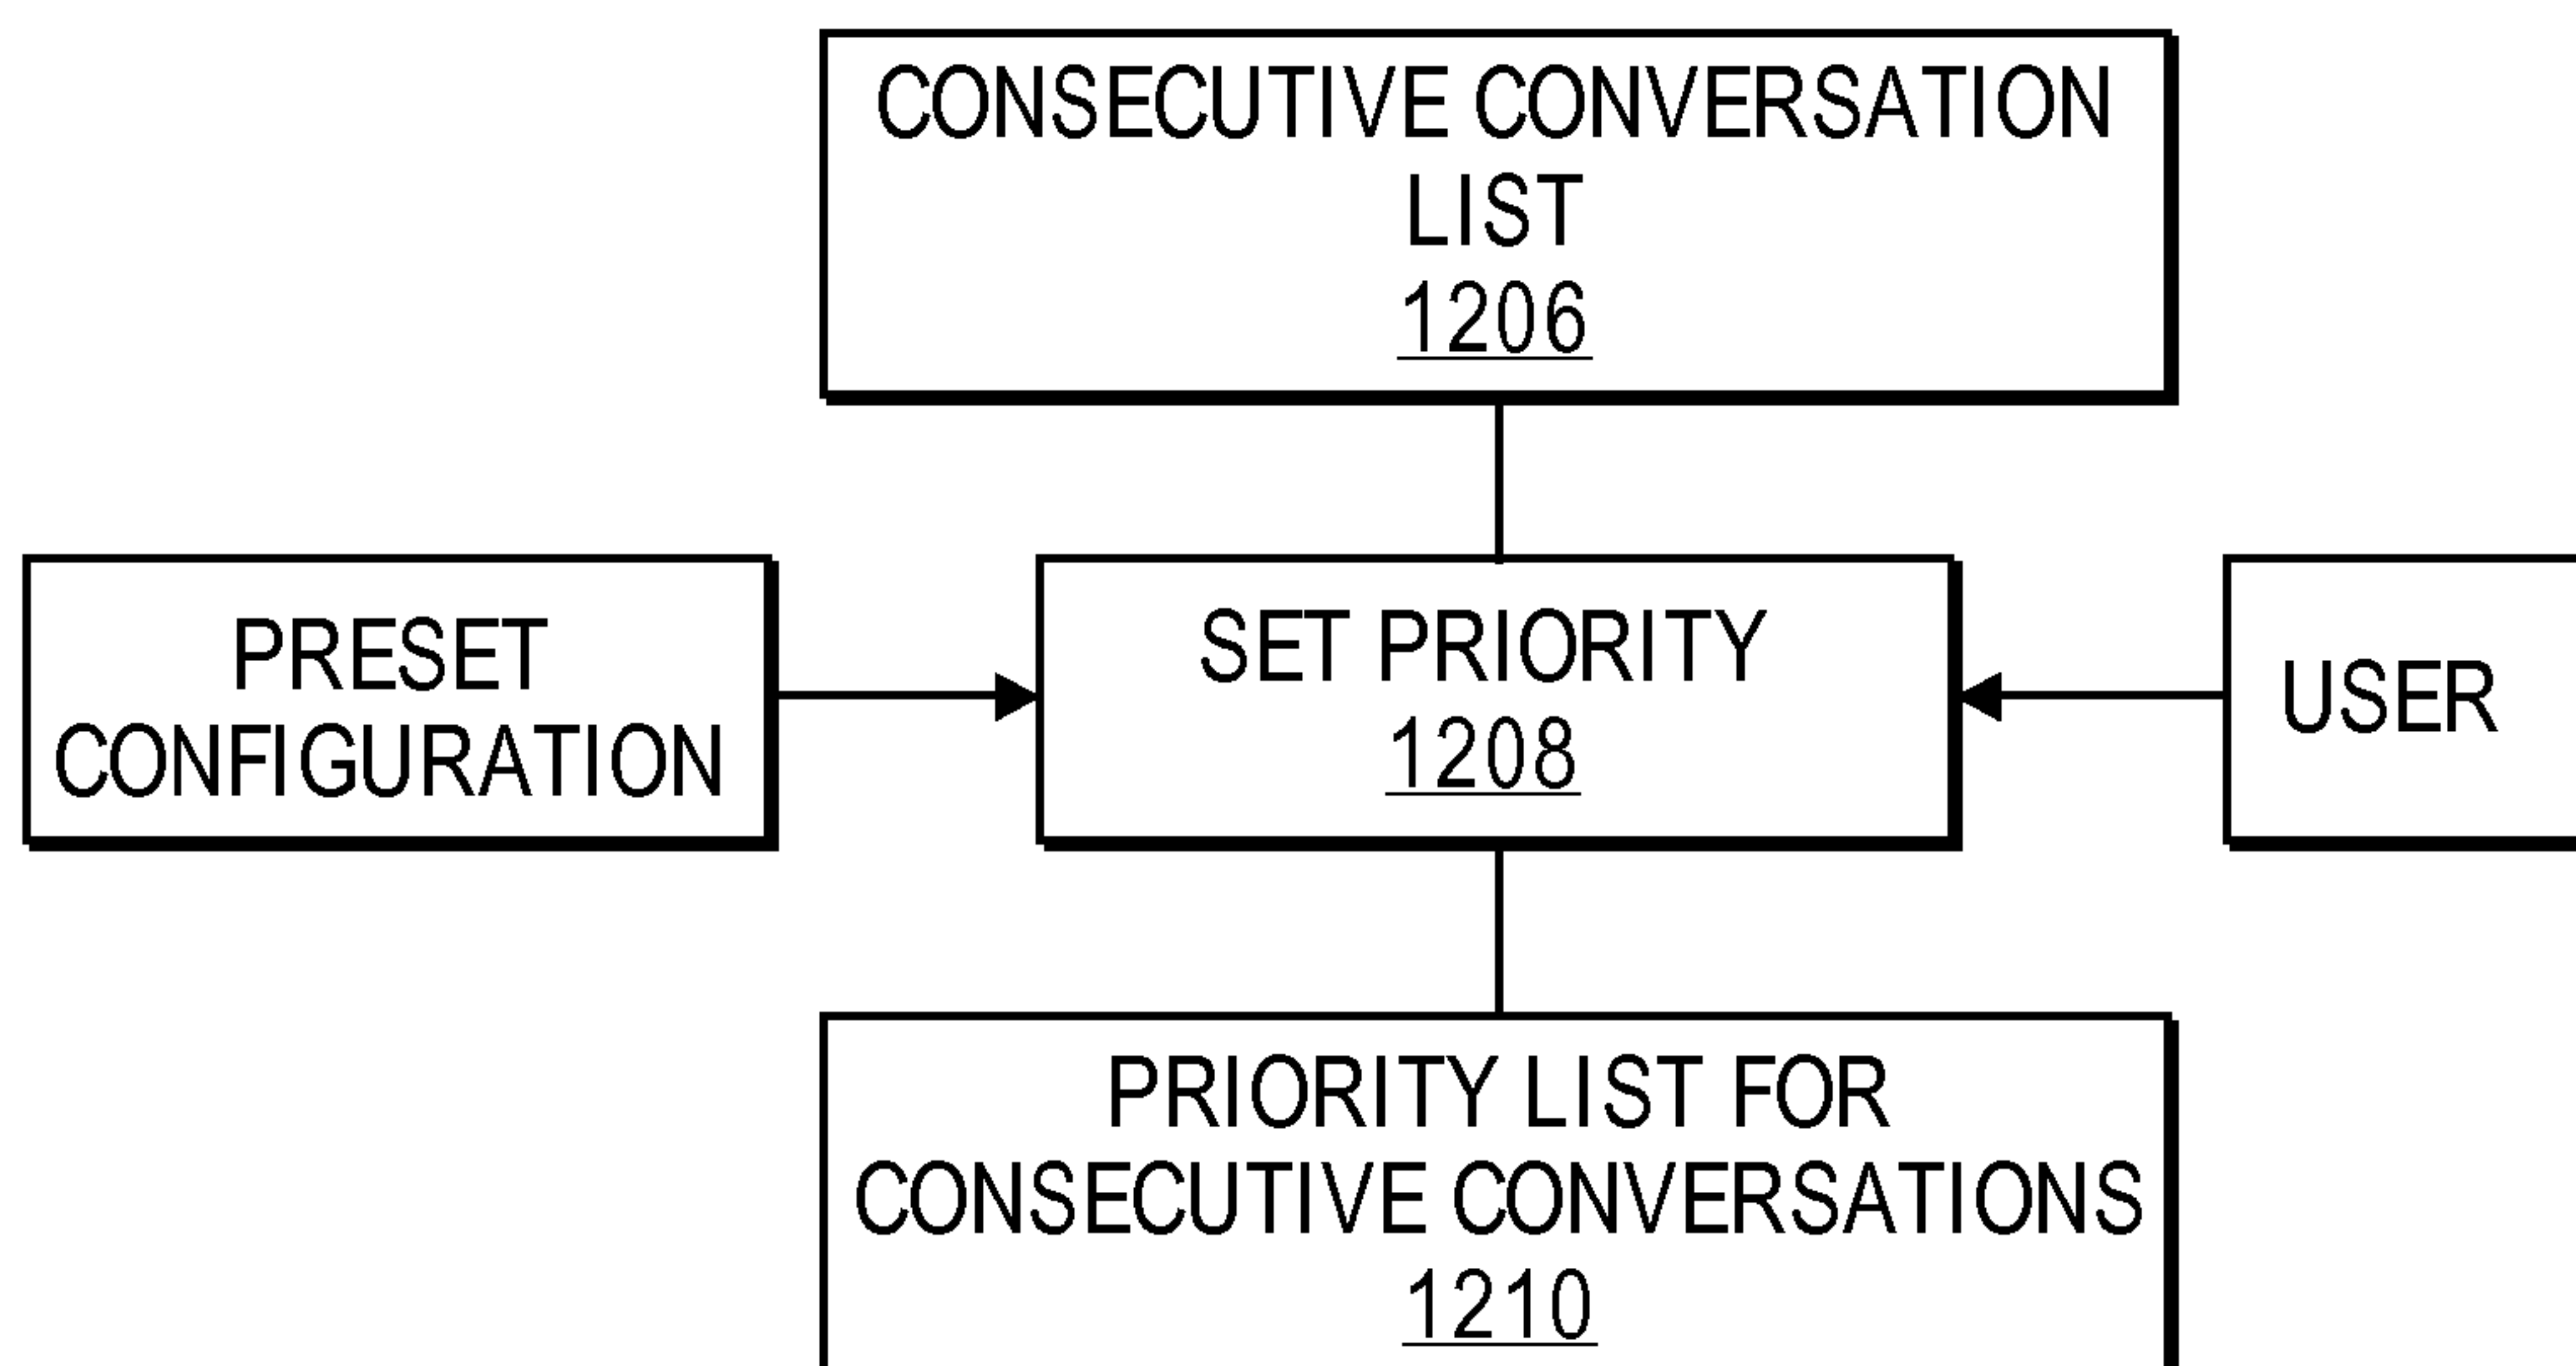 CONSECUTIVE CONVERSATION
LIST
1206
PRESET
CONFIGURATION
SET PRIORITY
1208
USER
PRIORITY LIST FOR
CONSECUTIVE CONVERSATIONS
1210